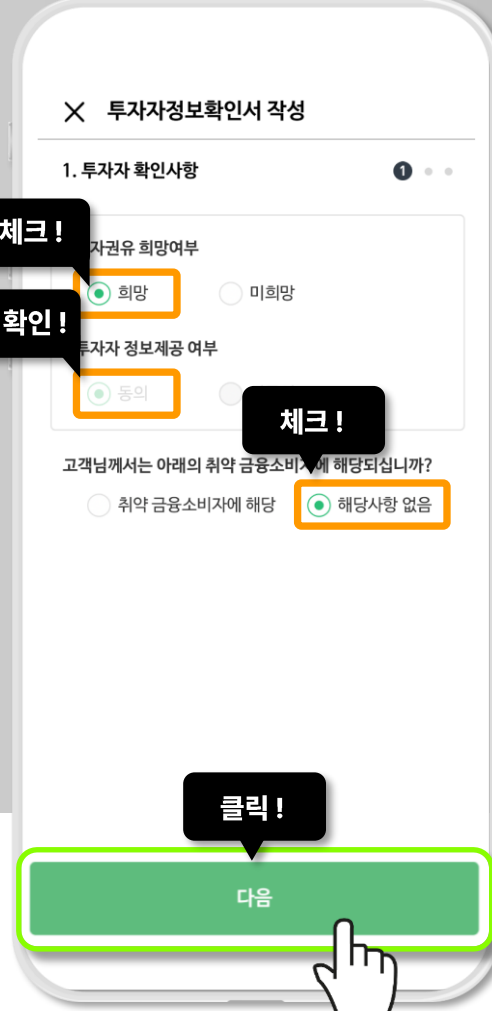 투자자정보확인서 작성
1. 투자자 확인사항
1
체크 !
자권유 희망여부
희망
미희망
확인 !
투자자 정보제공 여부
동의
체크 !
고객님께서는 아래의 취약 금융소비자에 해당되십니까?
취약 금융소비자에 해당
해당사항 없음
클릭 !
다음